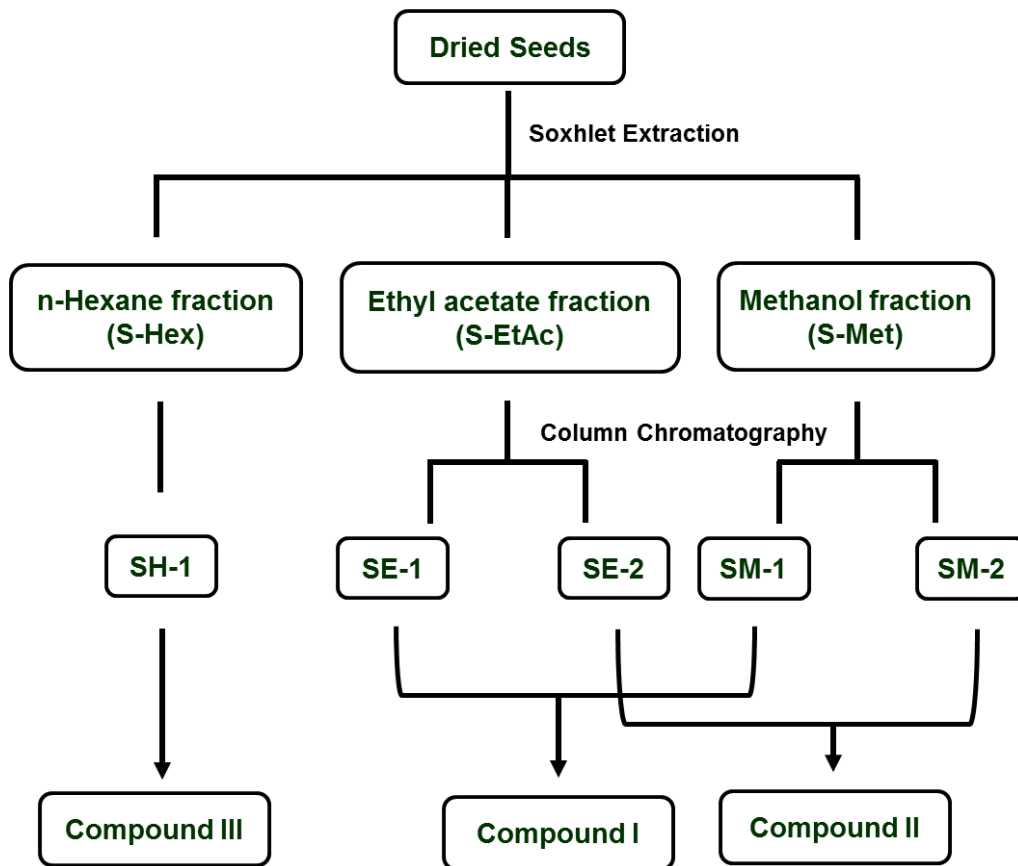 Dried Seeds
Soxhlet Extraction
n-Hexane fraction
(S-Hex)
Ethyl acetate fraction
(S-EtAc)
Methanol fraction
(S-Met)
Column Chromatography
SH-1
SE-1
SE-2
SM-1
SM-2
Compound III
Compound I
Compound II